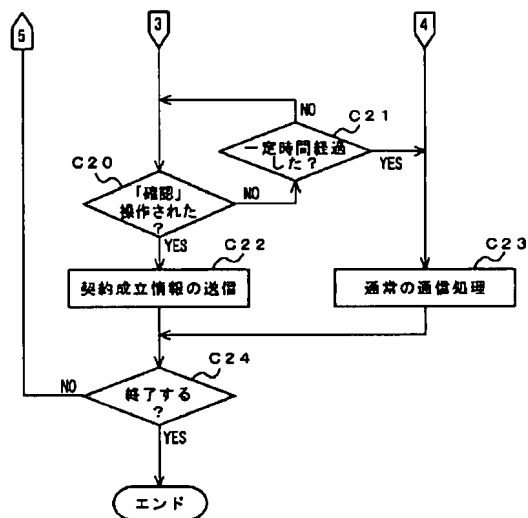 5
3
4
NO
C21
一定時間経過
した?
YES
C20
「確認」
操作された
?
NO
YES
C22
契約成立情報の送信
C23
通常の通信処理
C24
NO
終了する
?
YES
エンド